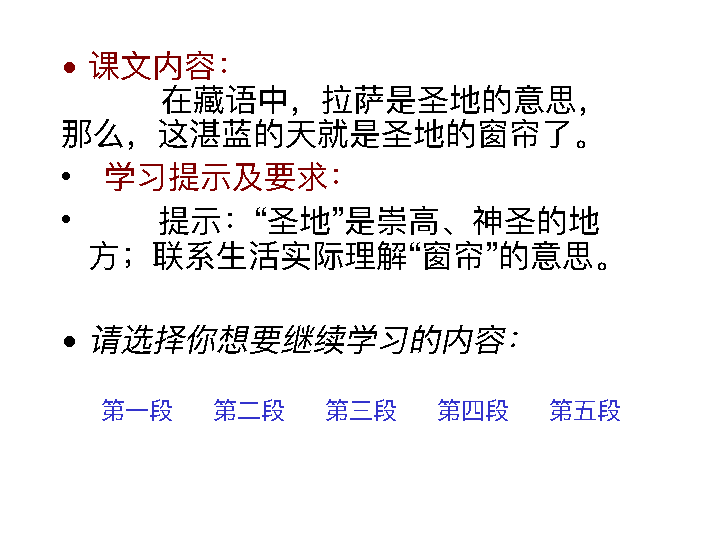 • 课文内容：
在藏语中，拉萨是圣地的意思，
那么，这湛蓝的天就是圣地的窗帘了。
• 学习提示及要求：
• 提示：“圣地”是崇高、神圣的地
方；联系生活实际理解“窗帘”的意思。
• 请选择你想要继续学习的内容：
第一段 第二段 第三段 第四段 第五段